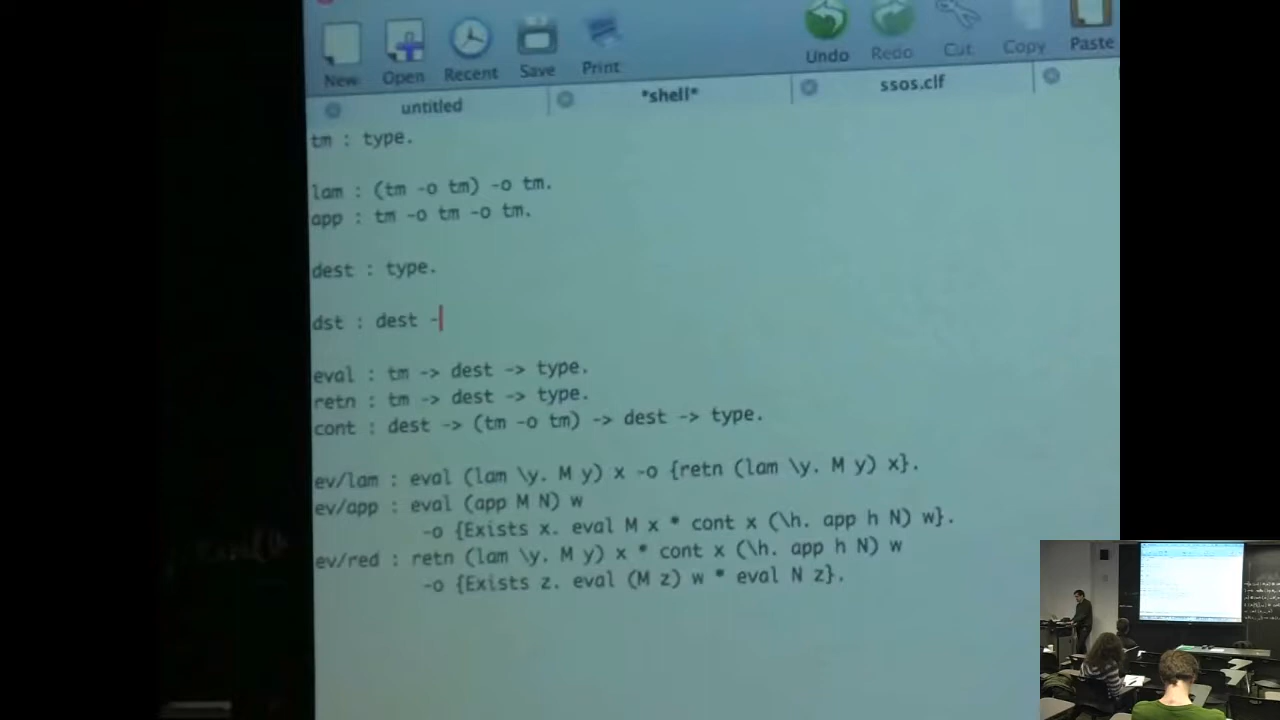 New Open Recent Save Print Undo Redo Cut Copy Paste
untitled *shell* ssos.clf
tm : type.
lam : (tm -o tm) -o tm.
app : tm -o tm -o tm.
dest : type.
dst : dest -
eval : tm -> dest -> type.
retn : tm -> dest -> type.
cont : dest -> (tm -o tm) -> dest -> type.
ev/lam : eval (lam \y. M y) x -o {retn (lam \y. M y) x}.
ev/app : eval (app M N) w
-o {Exists x. eval M x * cont x (\h. app h N) w}.
ev/red : retn (lam \y. M y) x * cont x (\h. app h N) w
-o {Exists z. eval (M z) w * eval N z}.